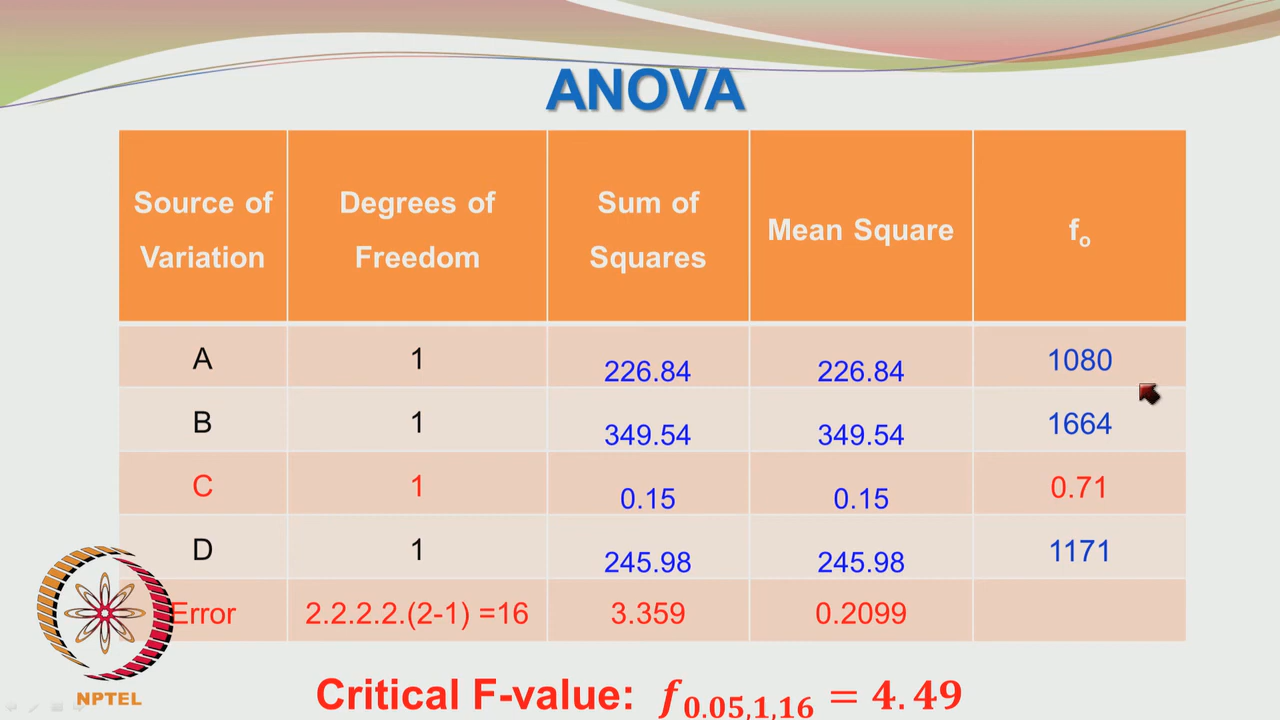 ANOVA
Source of Variation Degrees of Freedom Sum of Squares Mean Square fₒ
A 1 226.84 226.84 1080
B 1 349.54 349.54 1664
C 1 0.15 0.15 0.71
D 1 245.98 245.98 1171
Error 2.2.2.2.(2-1) =16 3.359 0.2099
NPTEL
Critical F-value: f0.05,1,16 = 4.49